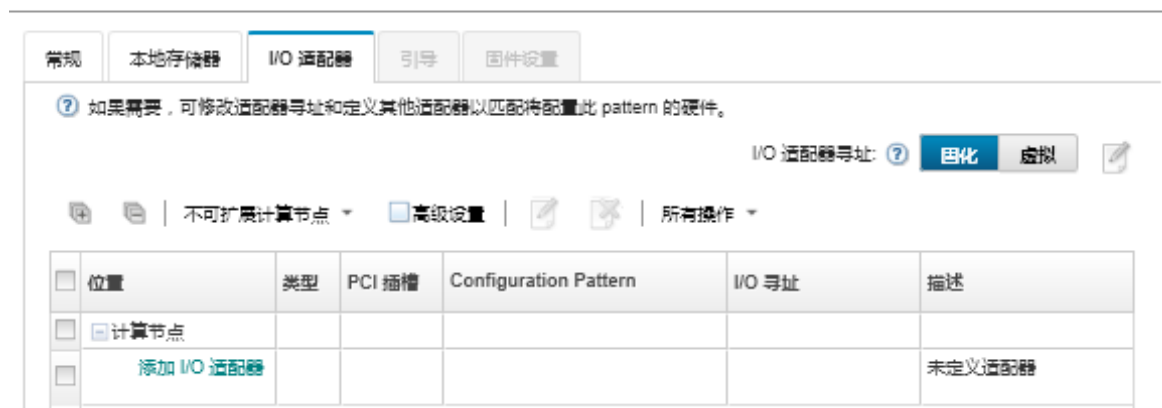 常规 本地存储器 I/O 适配器 引导 固件设置
如果需要，可修改适配器寻址和定义其他适配器以匹配将配置此 pattern 的硬件。
I/O 适配器寻址: 固化 虚拟
不可扩展计算节点 高级设置 所有操作
位置 类型 PCI 插槽 Configuration Pattern I/O 寻址 描述
计算节点
添加 I/O 适配器 未定义适配器